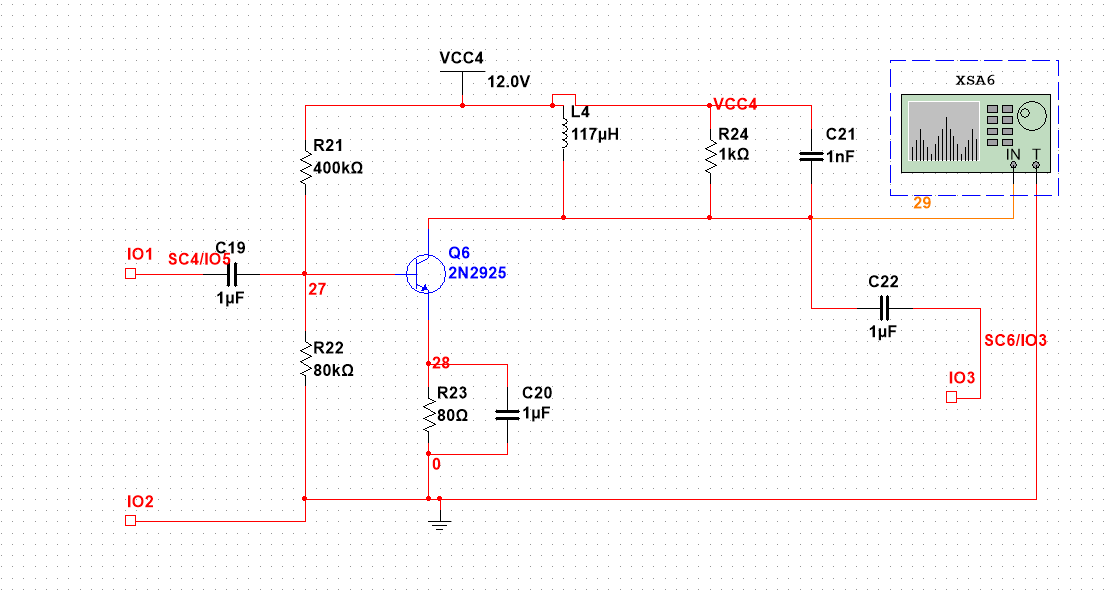 VCC4
12.0V
XSA6
L4
117µH
VCC4
R24
1kΩ
C21
1nF
R21
400kΩ
IN T
29
IO1
SC4/IO5
C19
1µF
27
Q6
2N2925
C22
1µF
SC6/IO3
IO3
R22
80kΩ
28
R23
80Ω
C20
1µF
0
IO2